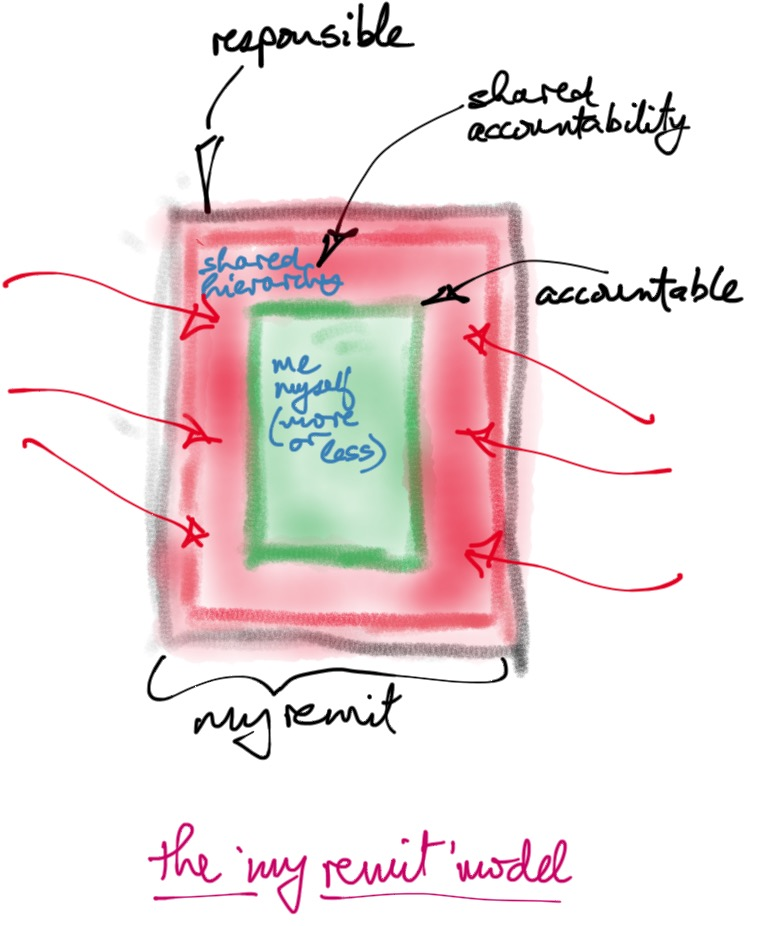 responsible
shared
accountability
shared
hierarchy
accountable
me
myself
(more
or
less)
my remit
the 'my remit' model